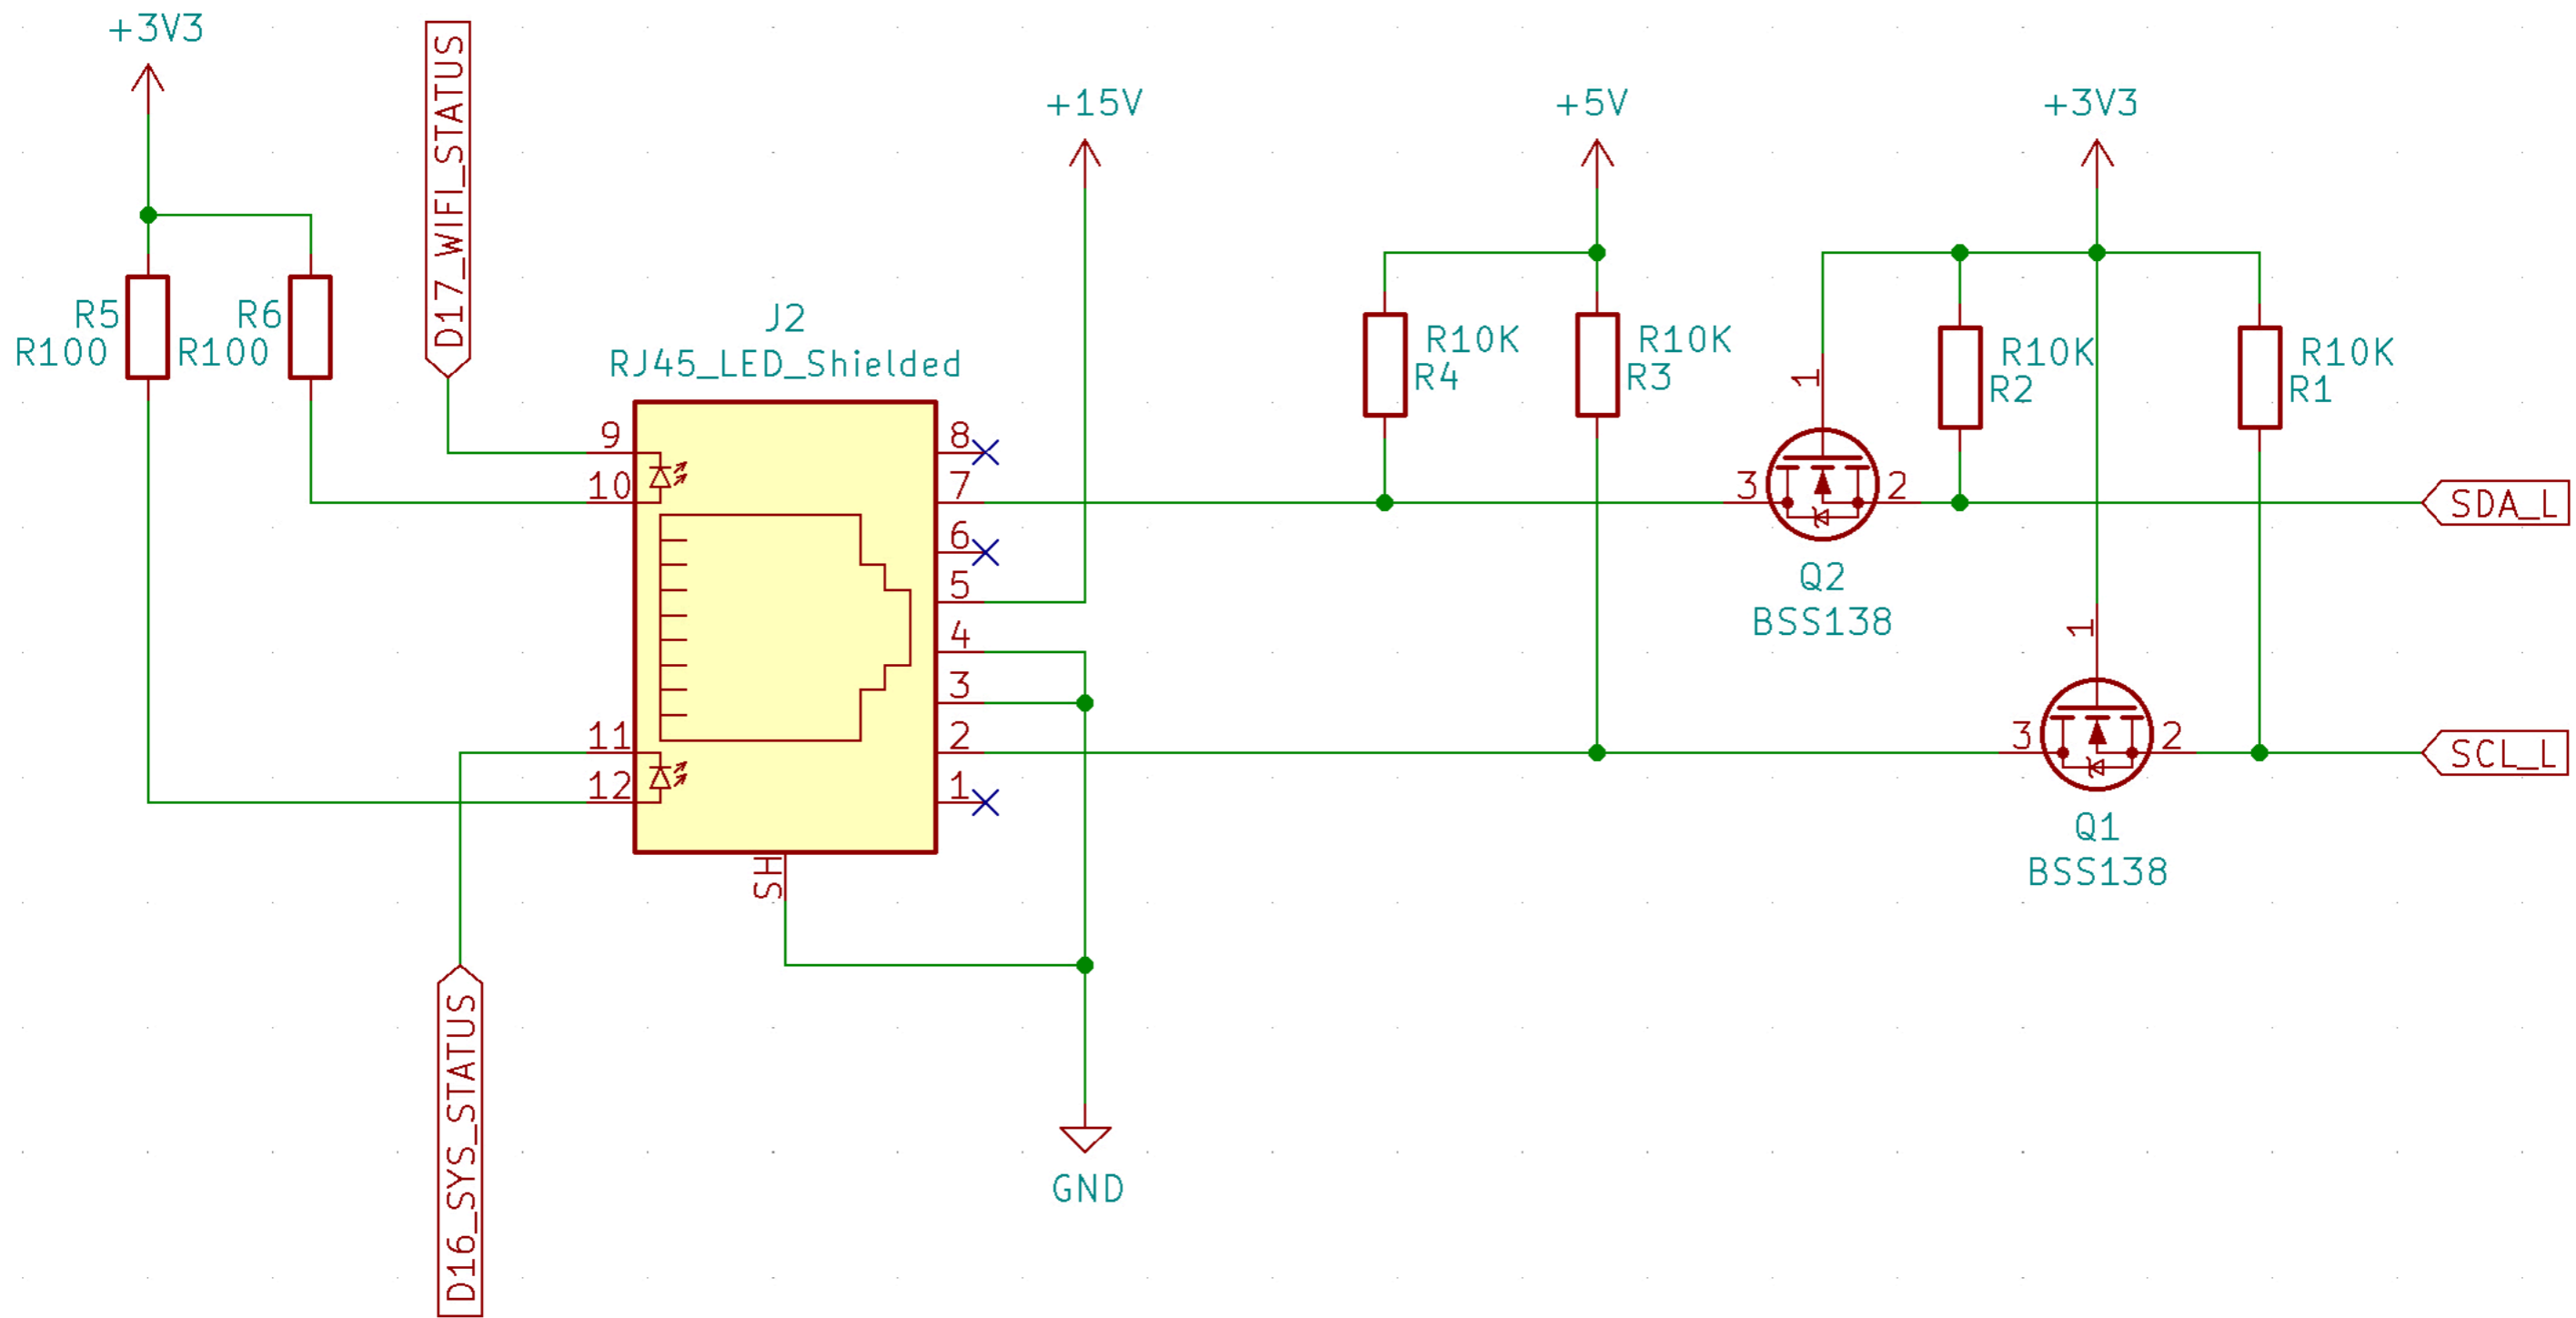 +3V3
D17_WIFI_STATUS
+15V
+5V
+3V3
R5
R100
R6
R100
J2
RJ45_LED_Shielded
R10K
R4
R10K
R3
R10K
R2
R10K
R1
1
9
10
11
12
8
7
6
5
4
3
2
1
SH
3
2
Q2
BSS138
SDA_L
1
3
2
Q1
BSS138
SCL_L
D16_SYS_STATUS
GND